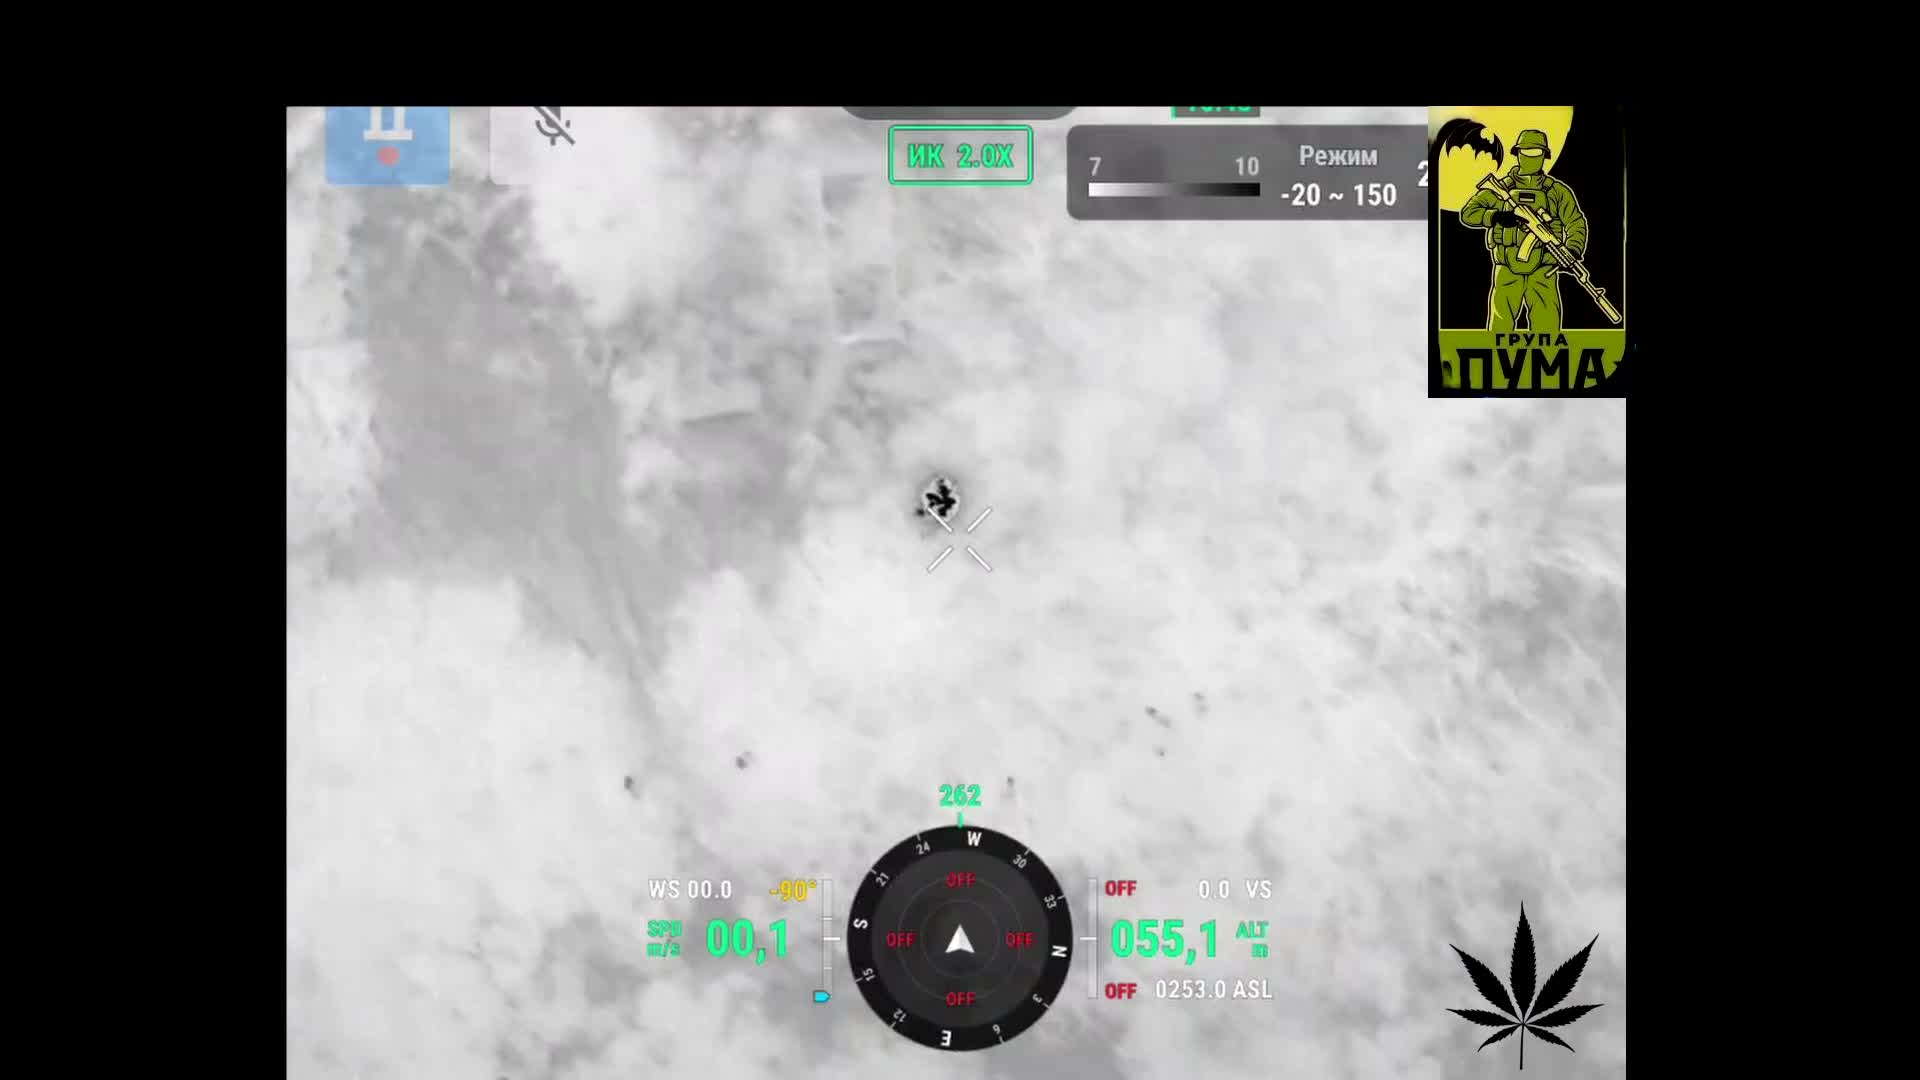 ИК 2.0X
7 10
Режим
-20 ~ 150
ГРУПА
ПУМА
262
W
24 30
21 33
S N
15 3
12 6
E
OFF
OFF OFF
OFF
WS 00.0 -90°
SPD
m/s
00,1
OFF 0.0 VS
055,1 ALT
m
OFF 0253.0 ASL